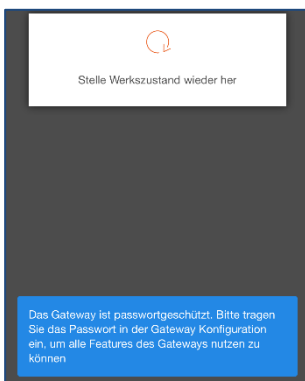 Stelle Werkszustand wieder her
Das Gateway ist passwortgeschützt. Bitte tragen
Sie das Passwort in der Gateway Konfiguration
ein, um alle Features des Gateways nutzen zu
können